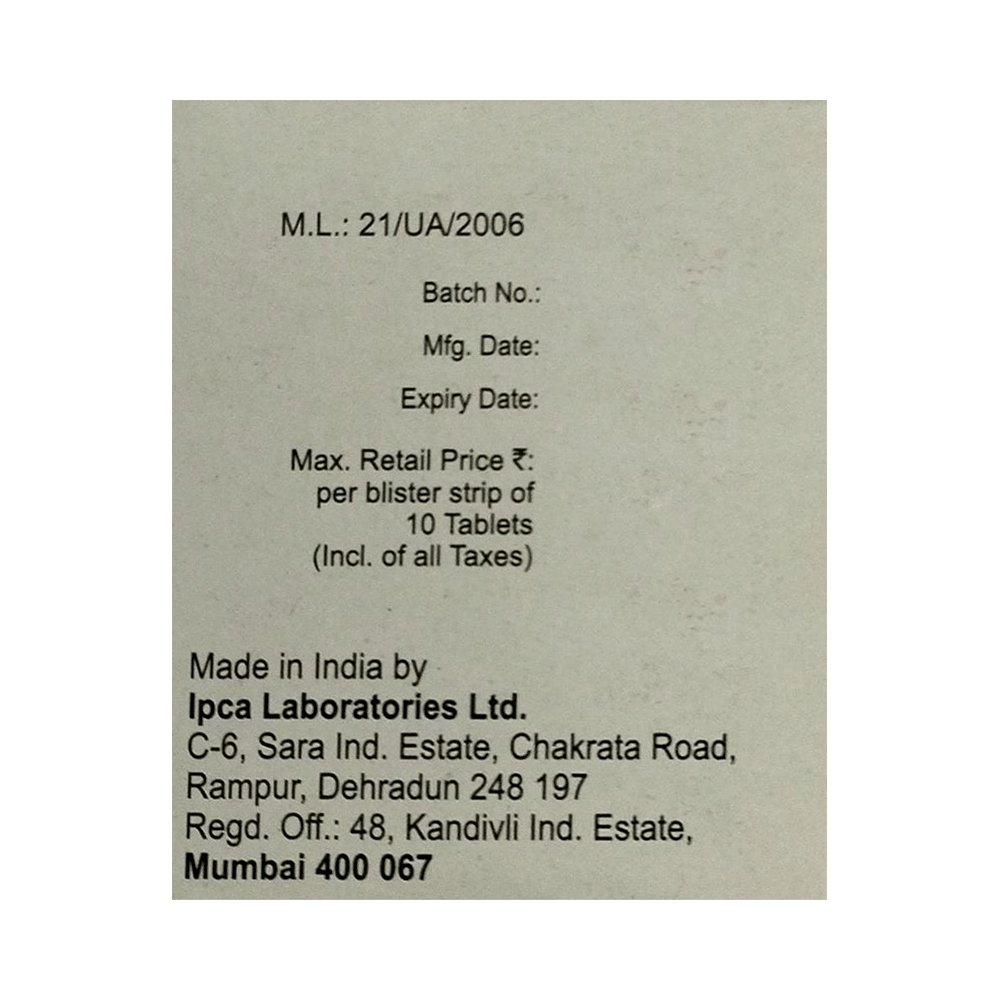 M.L.: 21/UA/2006
Batch No.:
Mfg. Date:
Expiry Date:
Max. Retail Price ₹:
per blister strip of
10 Tablets
(Incl. of all Taxes)
Made in India by
Ipca Laboratories Ltd.
C-6, Sara Ind. Estate, Chakrata Road,
Rampur, Dehradun 248 197
Regd. Off.: 48, Kandivli Ind. Estate,
Mumbai 400 067